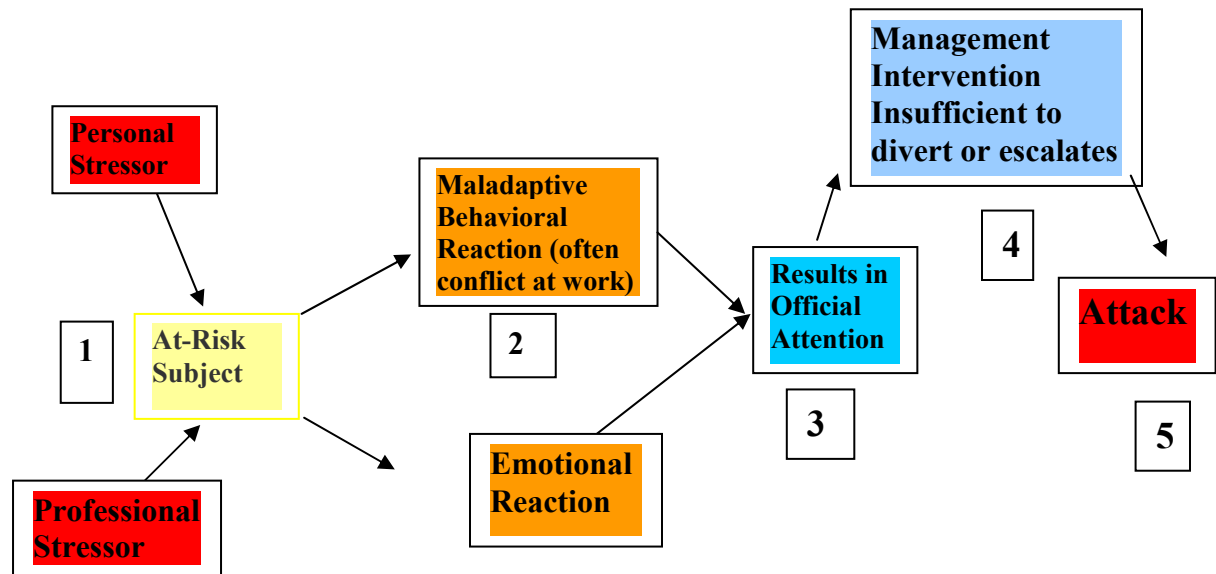 Personal
Stressor
1
At-Risk
Subject
Professional
Stressor
Maladaptive
Behavioral
Reaction (often
conflict at work)
2
Emotional
Reaction
Results in
Official
Attention
3
Management
Intervention
Insufficient to
divert or escalates
4
Attack
5